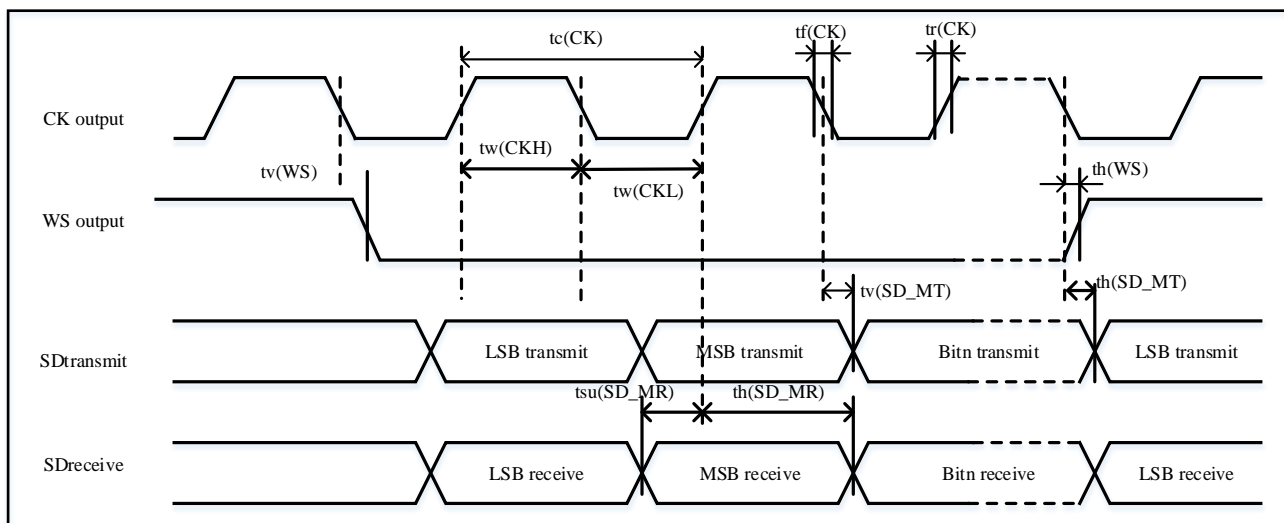 tc(CK)
tf(CK)
tr(CK)
CK output
tw(CKH)
tv(WS)
tw(CKL)
th(WS)
WS output
tv(SD_MT)
th(SD_MT)
SDtransmit
LSB transmit
MSB transmit
Bitn transmit
LSB transmit
tsu(SD_MR)
th(SD_MR)
SDreceive
LSB receive
MSB receive
Bitn receive
LSB receive